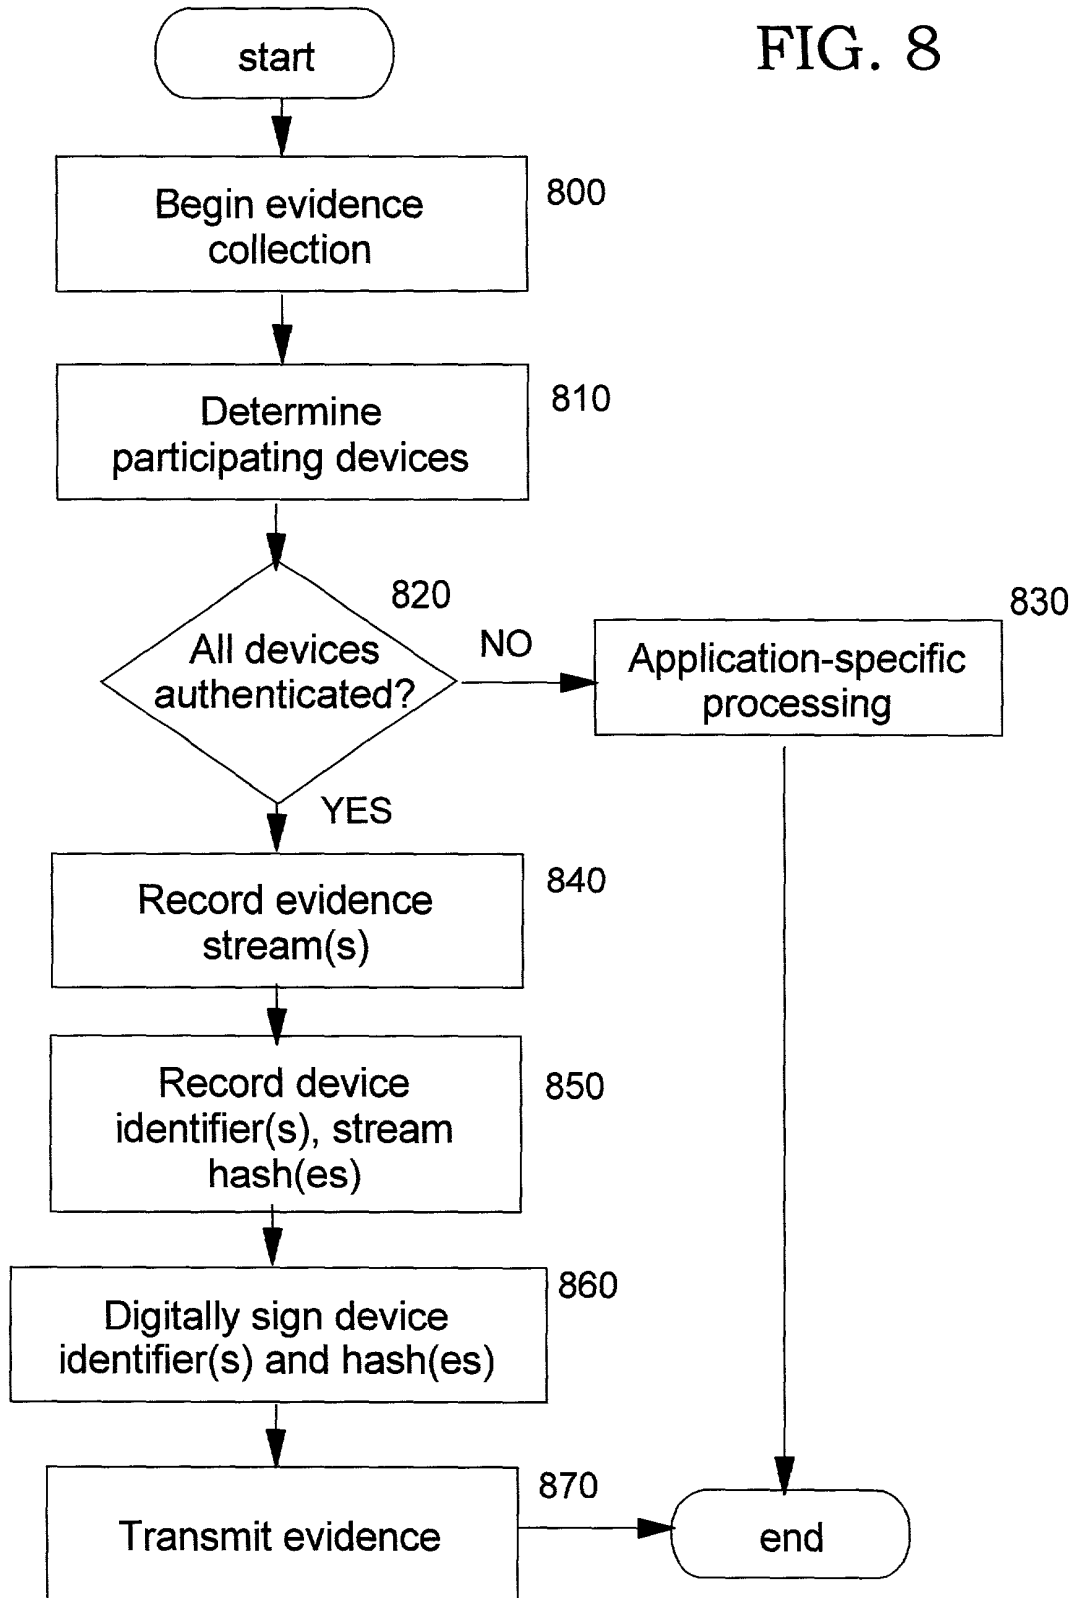 FIG. 8
start
800
Begin evidence
collection
810
Determine
participating devices
820
All devices
authenticated?
NO
830
Application-specific
processing
YES
840
Record evidence
stream(s)
850
Record device
identifier(s), stream
hash(es)
860
Digitally sign device
identifier(s) and hash(es)
870
Transmit evidence
end